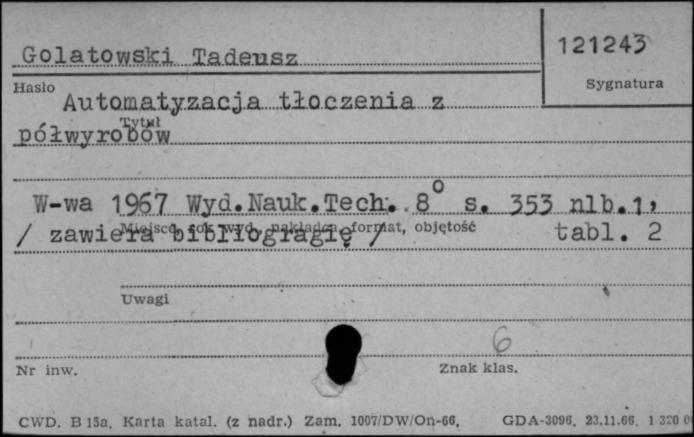 Golatowski Tadeusz
121243
Sygnatura
Hasło
Automatyzacja tłoczenia z
Tytuł
półwyrobów
W-wa 1967 Wyd.Nauk.Tech. 8° s. 353 nlb.1,
Miejsce, rok wyd., nakładca, format, objętość
/ zawiera bibliogragię / tabl. 2
Uwagi
6
Nr inw. Znak klas.
CWD. B 15a. Karta katal. (z nadr.) Zam. 1007/DW/On-66. GDA-3096. 23.11.66. 1 320